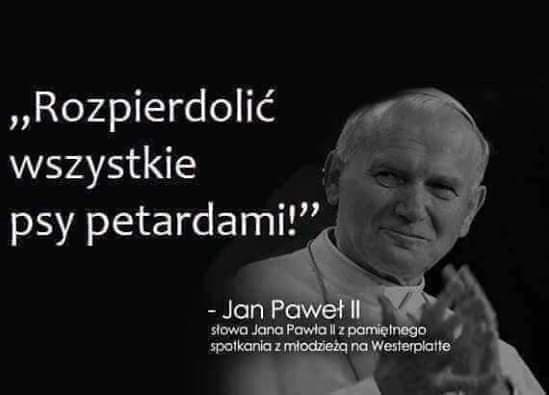 „Rozpierdolić
wszystkie
psy petardami!”
- Jan Paweł II
słowa Jana Pawła II z pamiętnego
spotkania z młodzieżą na Westerplatte